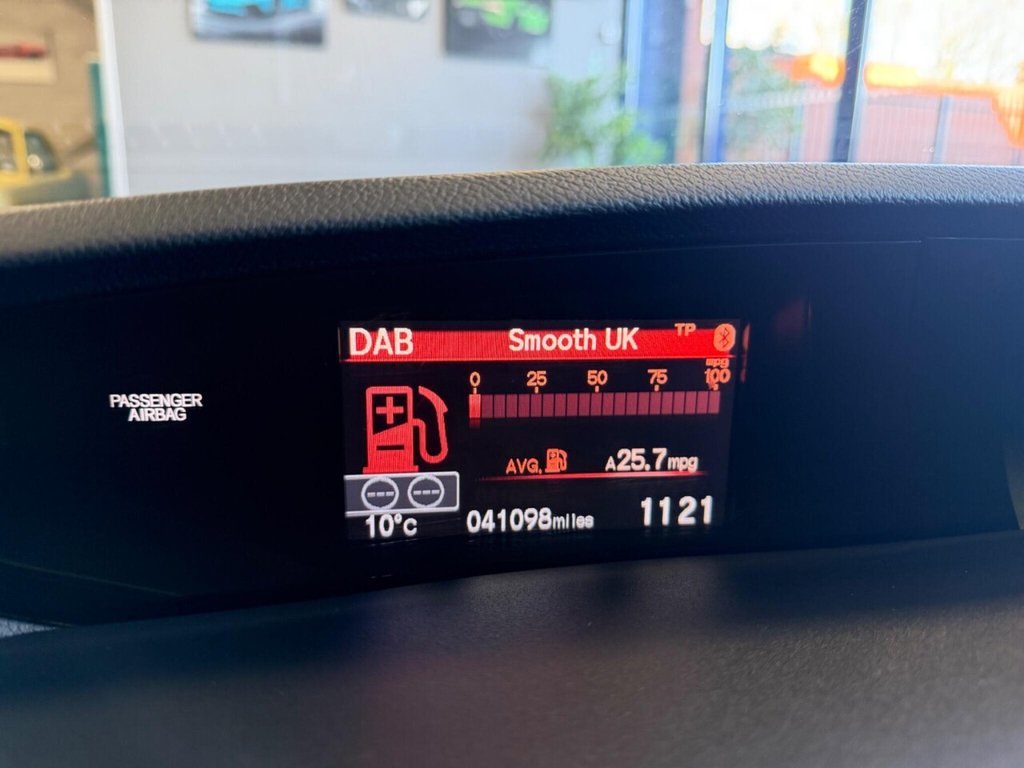 DAB Smooth UK TP
mpg
0 25 50 75 100
PASSENGER
AIRBAG
AVG. A25.7mpg
10°C 041098miles 1121